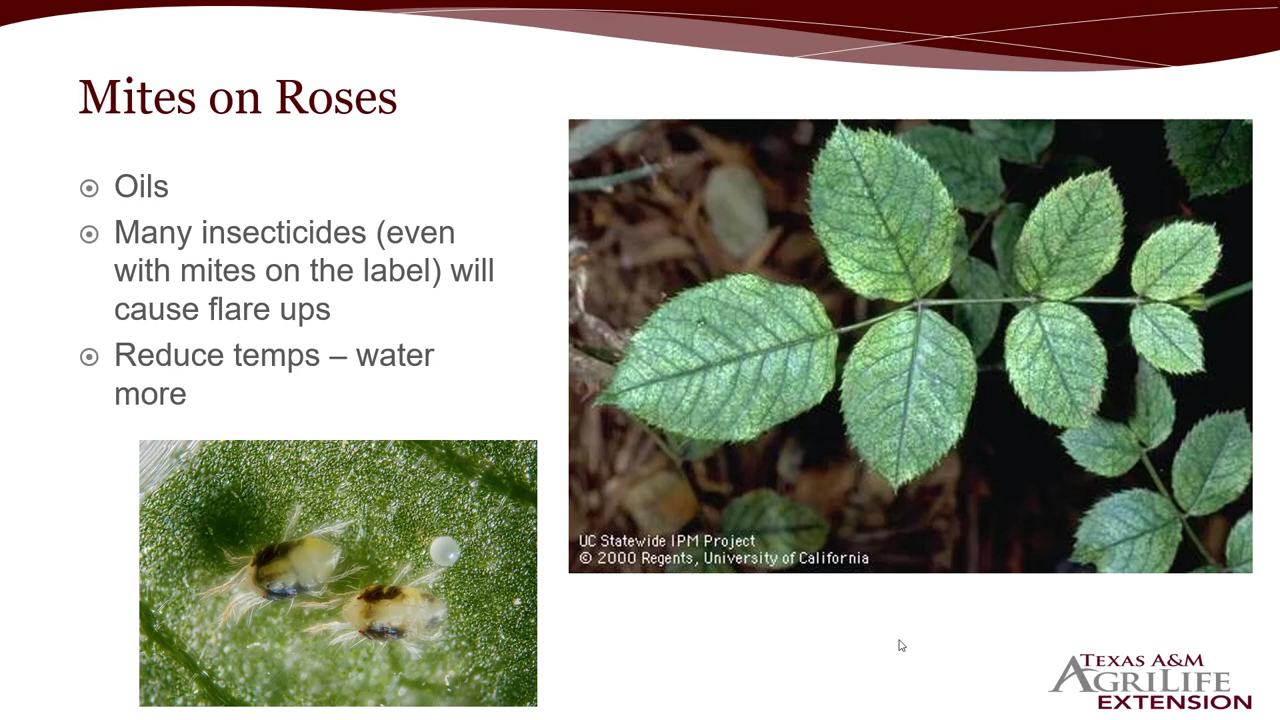 Mites on Roses
Oils
Many insecticides (even
with mites on the label) will
cause flare ups
Reduce temps – water
more
UC Statewide IPM Project
© 2000 Regents, University of California
TEXAS A&M
AGRILIFE
EXTENSION